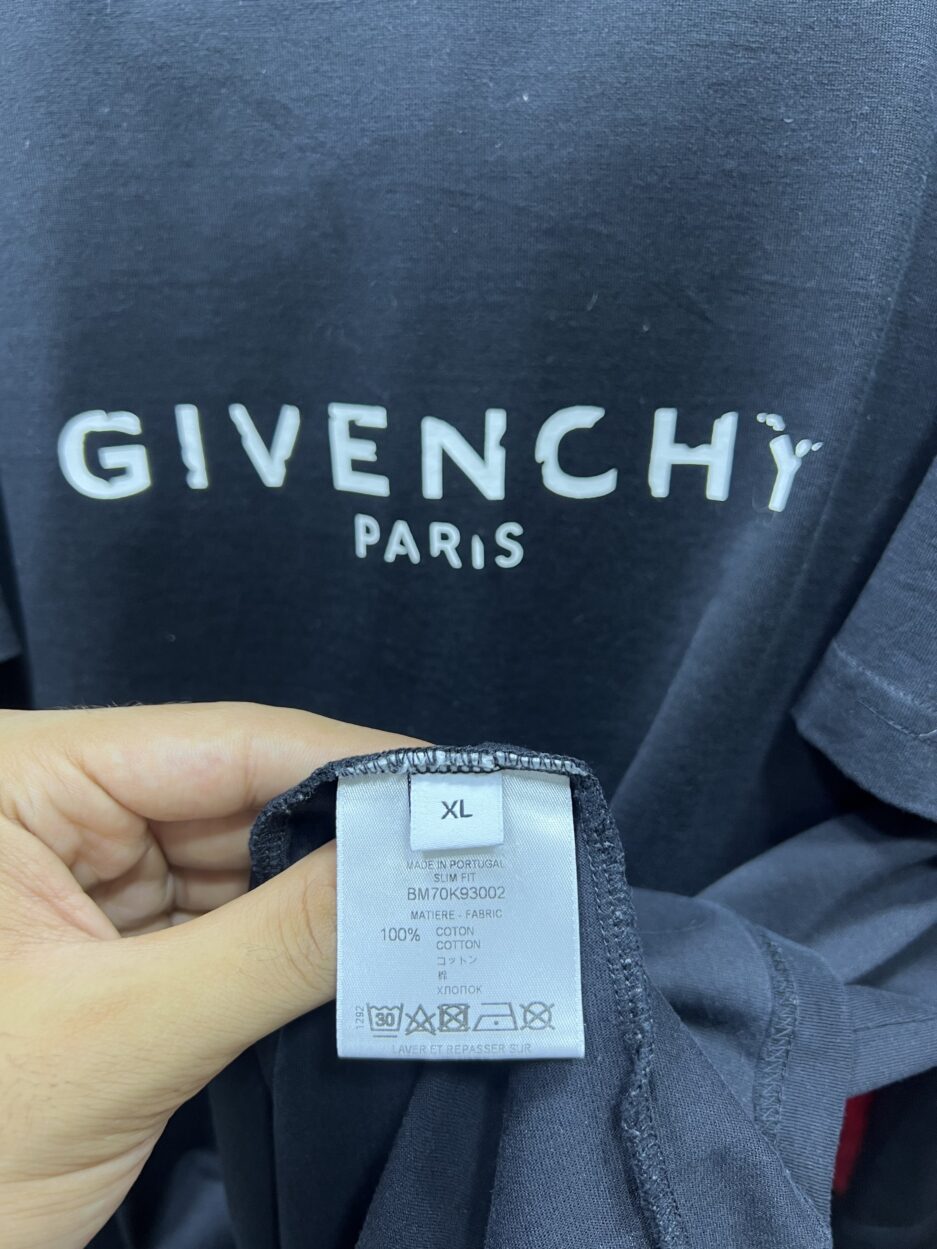 GIVENCHY
PARIS
XL
MADE IN PORTUGAL
SLIM FIT
BM70K93002
MATIERE - FABRIC
100% COTON
COTTON
コットン
棉
ХЛОПОК
1292
30
LAVER ET REPASSER SUR